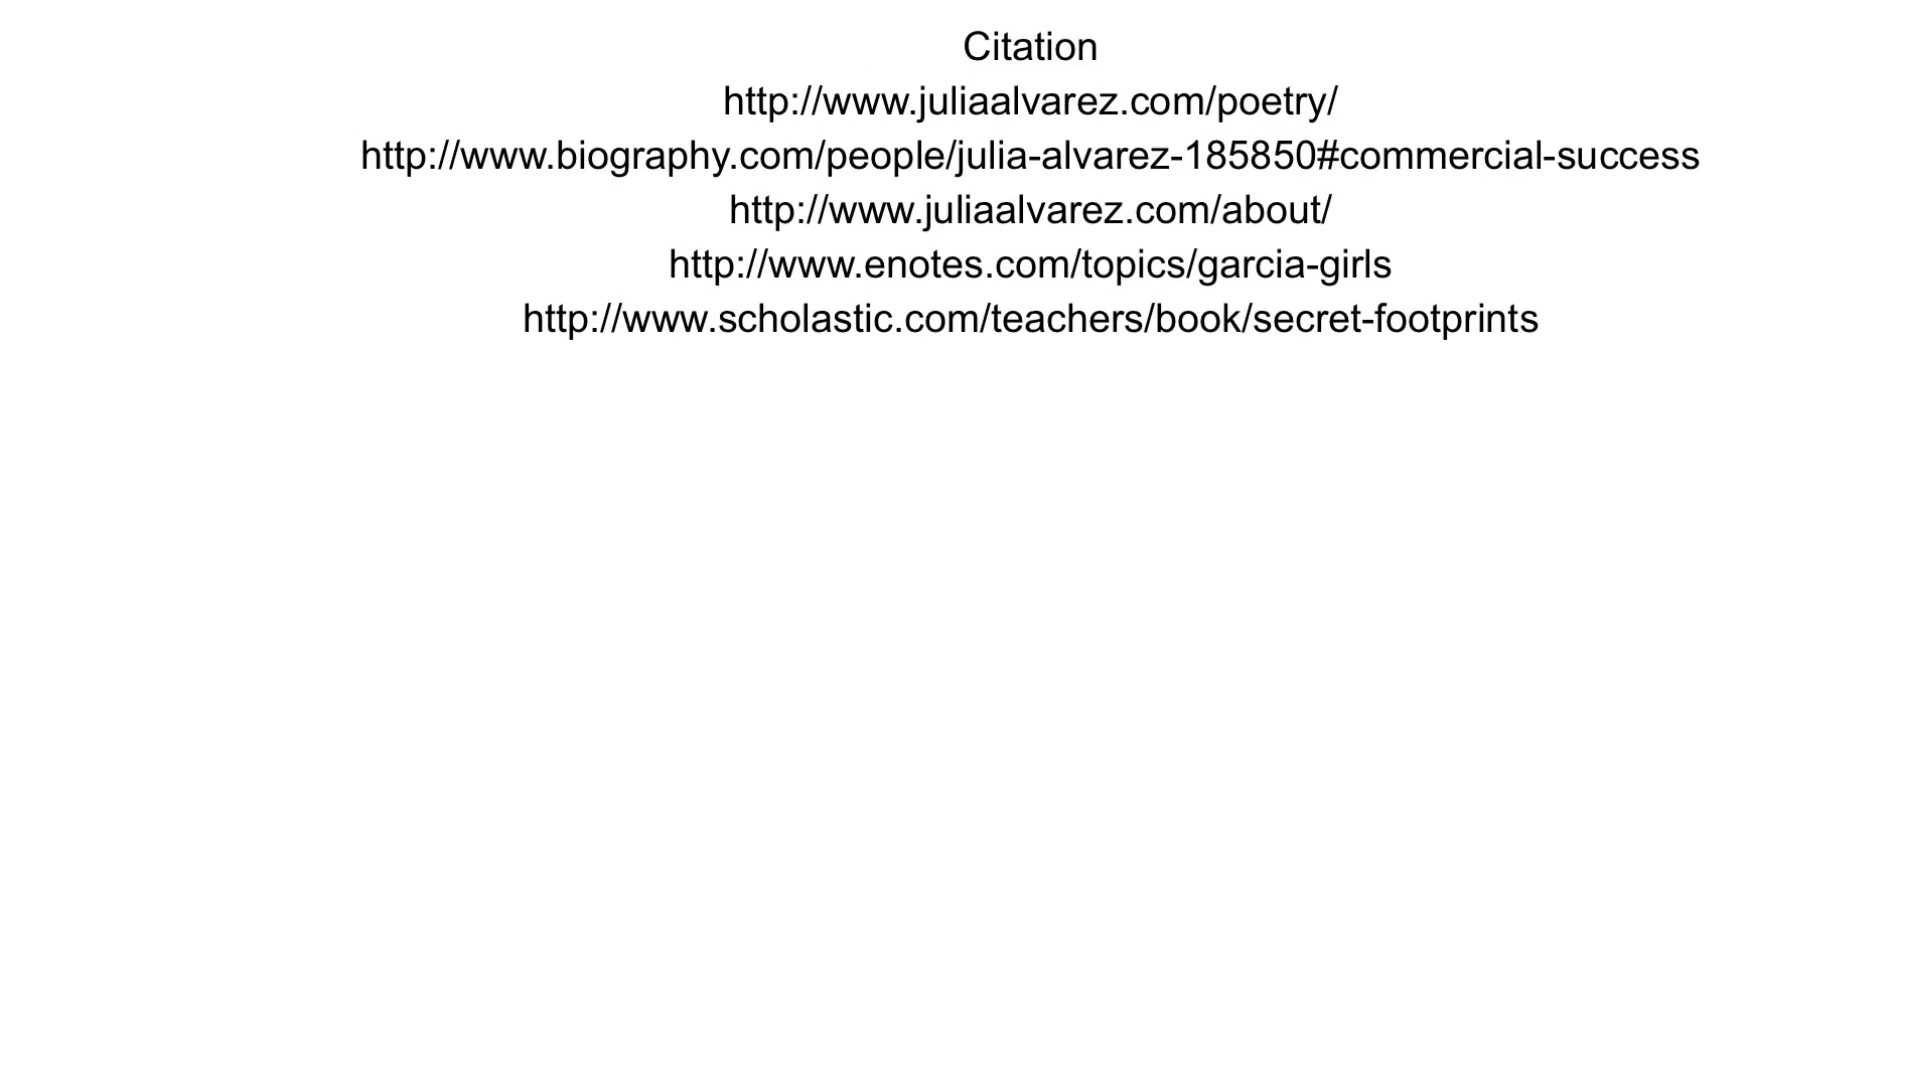 Citation
http://www.juliaalvarez.com/poetry/
http://www.biography.com/people/julia-alvarez-185850#commercial-success
http://www.juliaalvarez.com/about/
http://www.enotes.com/topics/garcia-girls
http://www.scholastic.com/teachers/book/secret-footprints